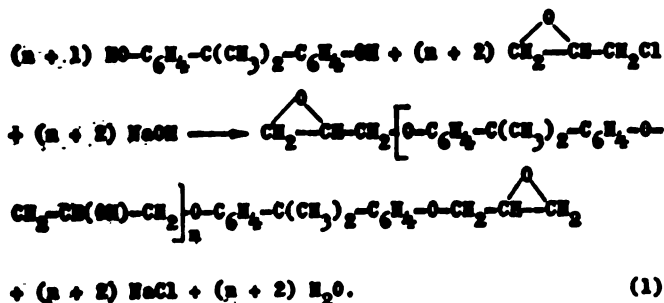 O
(n + 1) HO-C6H4-C(CH3)2-C6H4-OH + (n + 2) CH2-CH-CH2Cl
O
+ (n + 2) NaOH → CH2-CH-CH2-[O-C6H4-C(CH3)2-C6H4-O-
O
CH2-CH(OH)-CH2]n-O-C6H4-C(CH3)2-C6H4-O-CH2-CH-CH2
+ (n + 2) NaCl + (n + 2) H2O. (1)